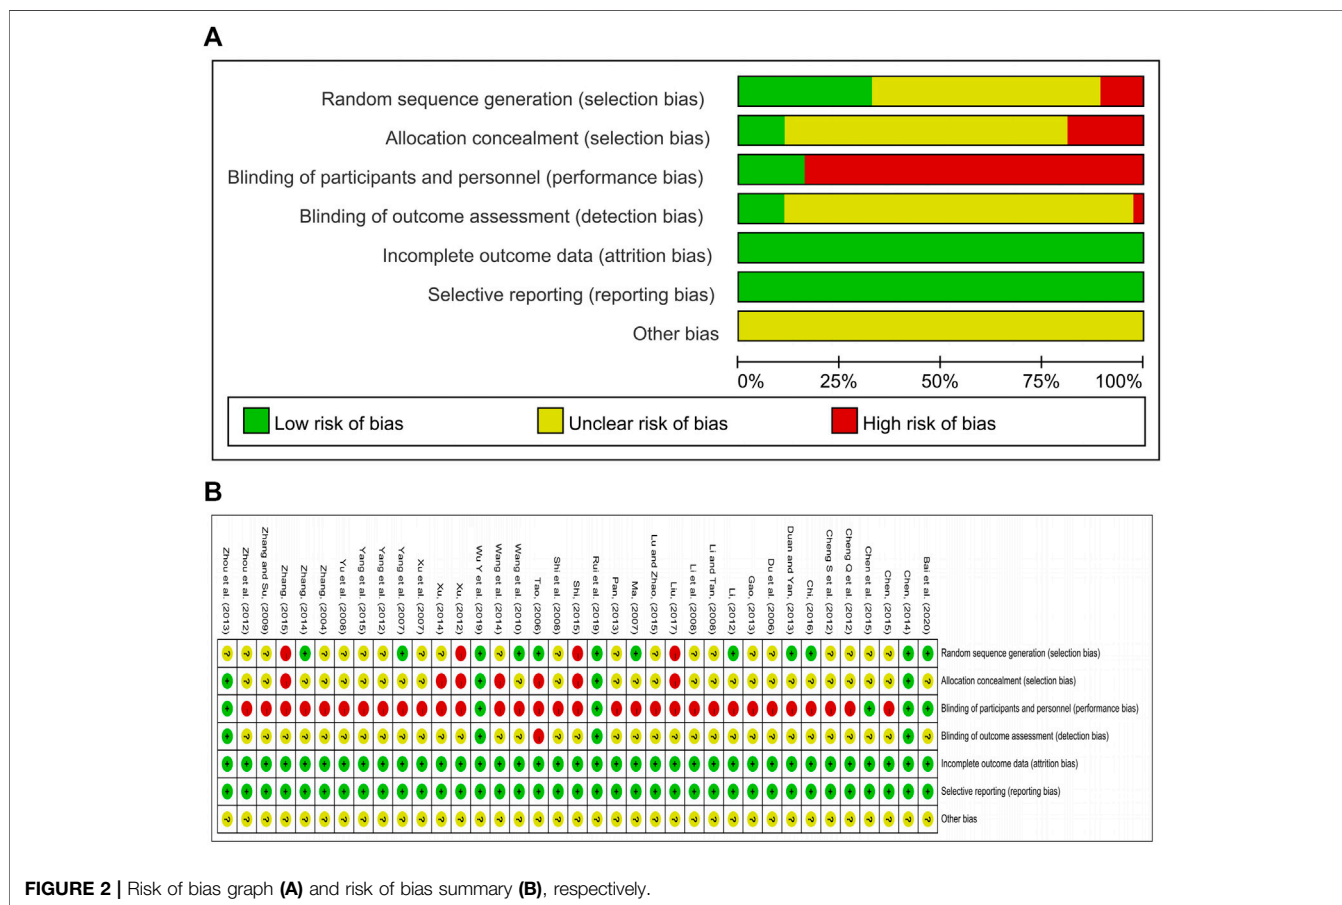 A
Random sequence generation (selection bias)
Allocation concealment (selection bias)
Blinding of participants and personnel (performance bias)
Blinding of outcome assessment (detection bias)
Incomplete outcome data (attrition bias)
Selective reporting (reporting bias)
Other bias
0% 25% 50% 75% 100%
Low risk of bias Unclear risk of bias High risk of bias
B
Zhou et al. (2013)
Zhou et al. (2012)
Zhang and Su, (2009)
Zhang, (2015)
Zhang, (2014)
Zhang, (2004)
Yu et al. (2008)
Yang et al. (2015)
Yang et al. (2012)
Yang et al. (2007)
Xu et al. (2007)
Xu, (2014)
Xu, (2012)
Wu Y et al. (2019)
Wang et al. (2014)
Wang et al. (2010)
Tao, (2006)
Shi et al. (2008)
Shi, (2015)
Rui et al. (2019)
Pan, (2013)
Ma, (2007)
Lu and Zhao, (2015)
Liu, (2017)
Li et al. (2008)
Li and Tan, (2008)
Li, (2012)
Gao, (2013)
Du et al. (2006)
Duan and Yan, (2013)
Chi, (2016)
Cheng S et al. (2012)
Cheng Q et al. (2012)
Chen et al. (2015)
Chen, (2015)
Chen, (2014)
Bai et al. (2020)
? ? ? - + ? ? ? ? + ? ? - + ? + + ? - + ? + ? - ? ? + ? ? + + ? ? ? ? + + Random sequence generation (selection bias)
+ ? ? - ? ? ? ? ? ? ? - - + - ? - ? - + ? ? ? - ? ? ? ? ? ? ? ? ? ? ? + ? Allocation concealment (selection bias)
+ - - - - - - - - - - - - + - - - - - + - - - - - - - - - - - - - + - + + Blinding of participants and personnel (performance bias)
+ ? ? ? ? ? ? ? ? ? ? ? ? + ? ? - ? ? + ? ? ? ? ? ? ? ? ? ? ? ? ? ? ? + ? Blinding of outcome assessment (detection bias)
+ + + + + + + + + + + + + + + + + + + + + + + + + + + + + + + + + + + + + Incomplete outcome data (attrition bias)
+ + + + + + + + + + + + + + + + + + + + + + + + + + + + + + + + + + + + + Selective reporting (reporting bias)
? ? ? ? ? ? ? ? ? ? ? ? ? ? ? ? ? ? ? ? ? ? ? ? ? ? ? ? ? ? ? ? ? ? ? ? ? Other bias
FIGURE 2 | Risk of bias graph (A) and risk of bias summary (B), respectively.